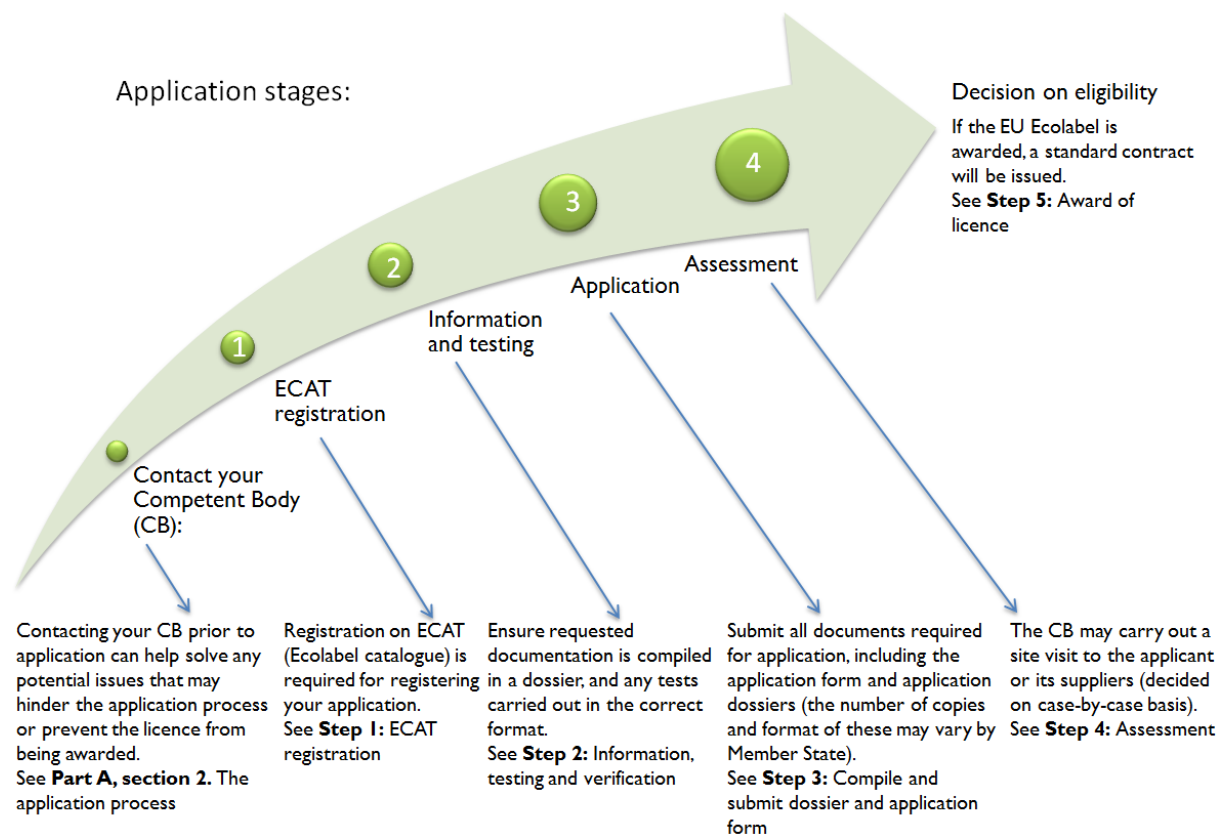 Application stages:
Decision on eligibility
If the EU Ecolabel is
awarded, a standard contract
will be issued.
See Step 5: Award of
licence
4
3
2
1
Assessment
Application
Information
and testing
ECAT
registration
Contact your
Competent Body
(CB):
Contacting your CB prior to
application can help solve any
potential issues that may
hinder the application process
or prevent the licence from
being awarded.
See Part A, section 2. The
application process
Registration on ECAT
(Ecolabel catalogue) is
required for registering
your application.
See Step 1: ECAT
registration
Ensure requested
documentation is compiled
in a dossier, and any tests
carried out in the correct
format.
See Step 2: Information,
testing and verification
Submit all documents required
for application, including the
application form and application
dossiers (the number of copies
and format of these may vary by
Member State).
See Step 3: Compile and
submit dossier and application
form
The CB may carry out a
site visit to the applicant
or its suppliers (decided
on case-by-case basis).
See Step 4: Assessment